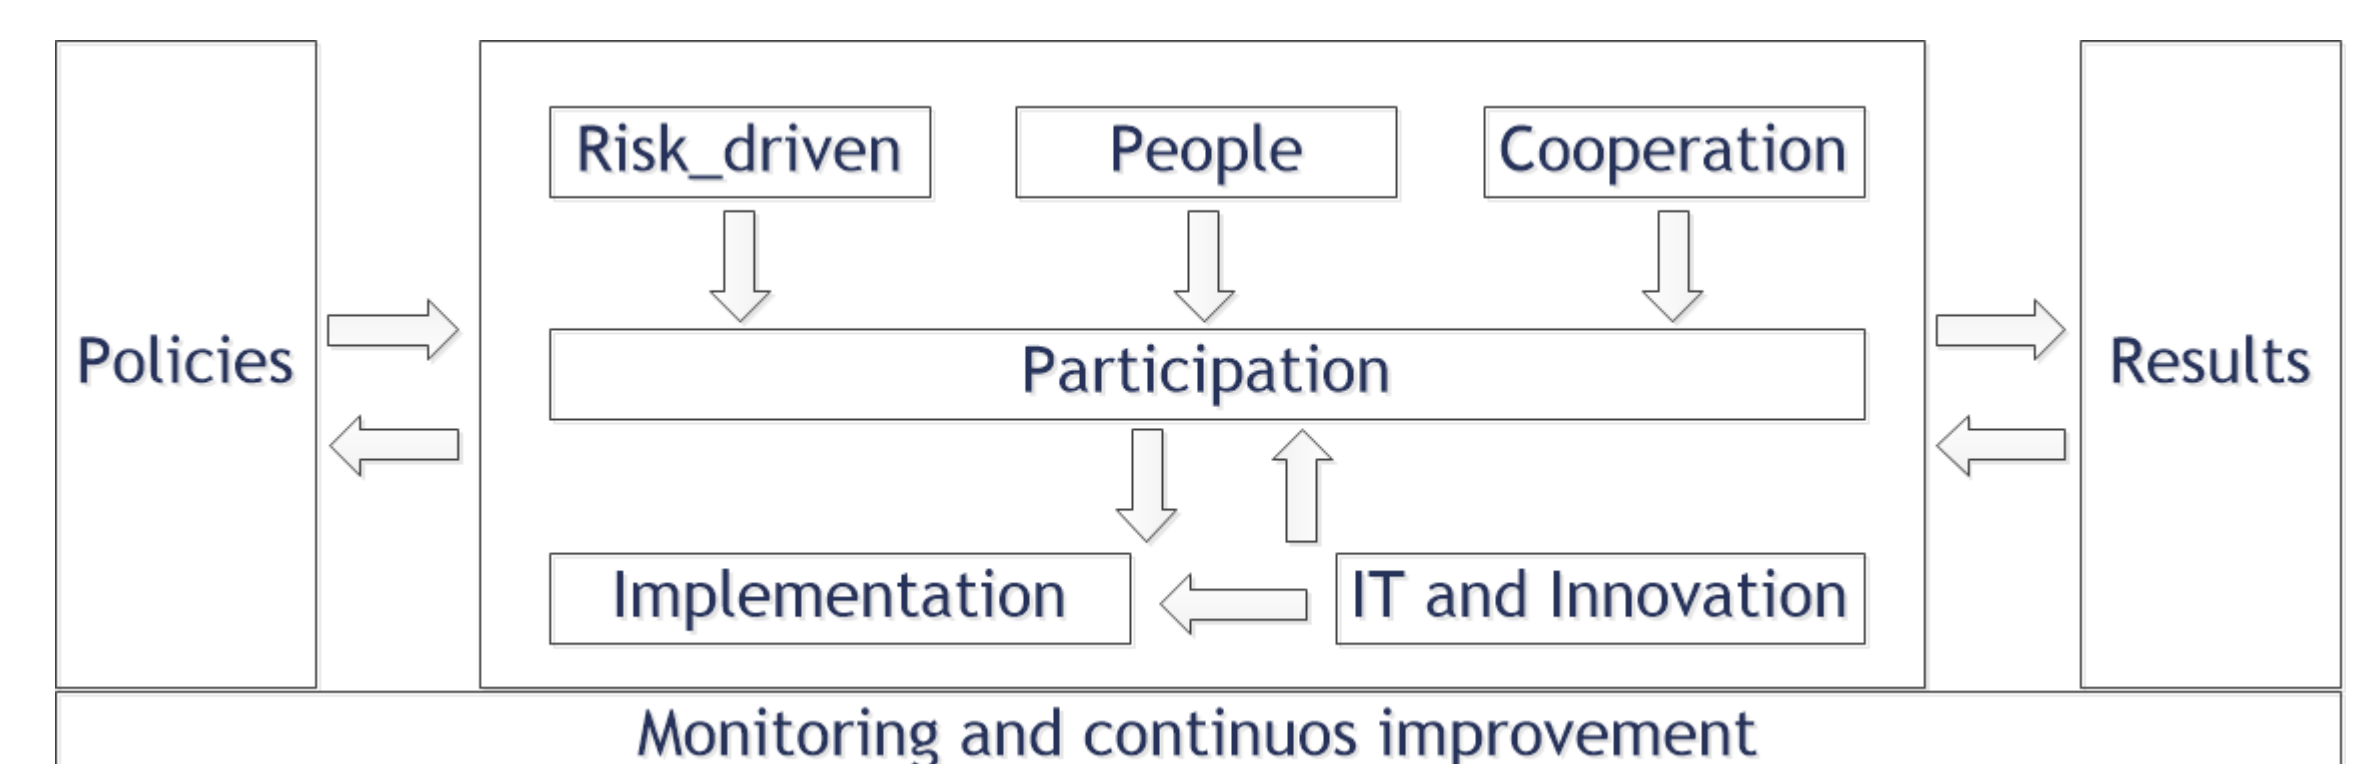 Risk_driven
People
Cooperation
Policies
Participation
Results
Implementation
IT and Innovation
Monitoring and continuos improvement